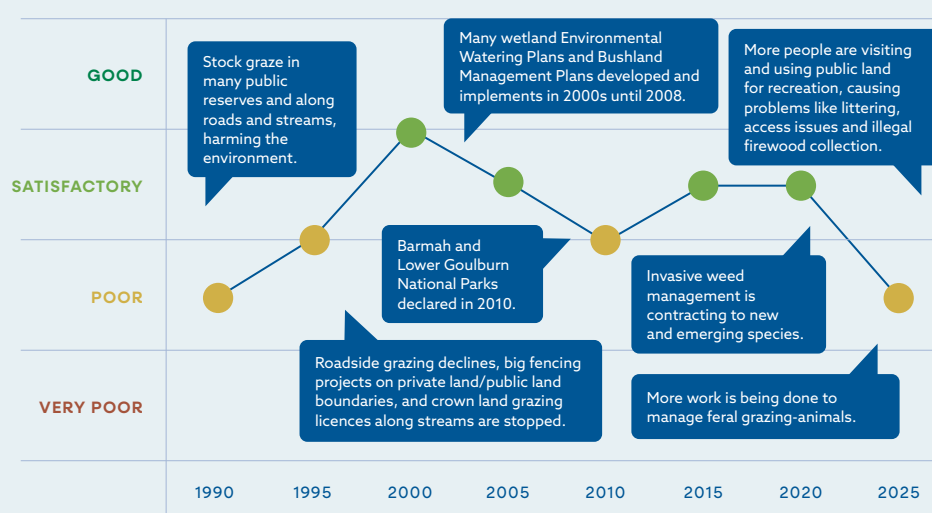 GOOD
SATISFACTORY
POOR
VERY POOR
Stock graze in
many public
reserves and along
roads and streams,
harming the
environment.
Many wetland Environmental
Watering Plans and Bushland
Management Plans developed and
implements in 2000s until 2008.
More people are visiting
and using public land
for recreation, causing
problems like littering,
access issues and illegal
firewood collection.
Barmah and
Lower Goulburn
National Parks
declared in 2010.
Invasive weed
management is
contracting to new
and emerging species.
Roadside grazing declines, big fencing
projects on private land/public land
boundaries, and crown land grazing
licences along streams are stopped.
More work is being done to
manage feral grazing-animals.
1990 1995 2000 2005 2010 2015 2020 2025